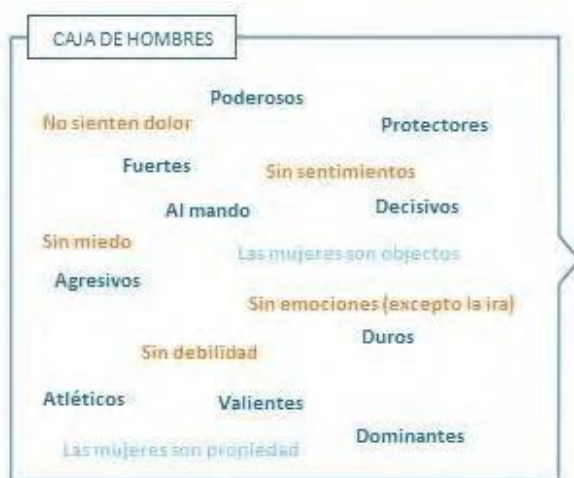 CAJA DE HOMBRES
Poderosos
No sienten dolor
Protectores
Fuertes
Sin sentimientos
Al mando
Decisivos
Sin miedo
Las mujeres son objectos
Agresivos
Sin emociones (excepto la ira)
Duros
Sin debilidad
Atléticos
Valientes
Dominantes
Las mujeres son propiedad